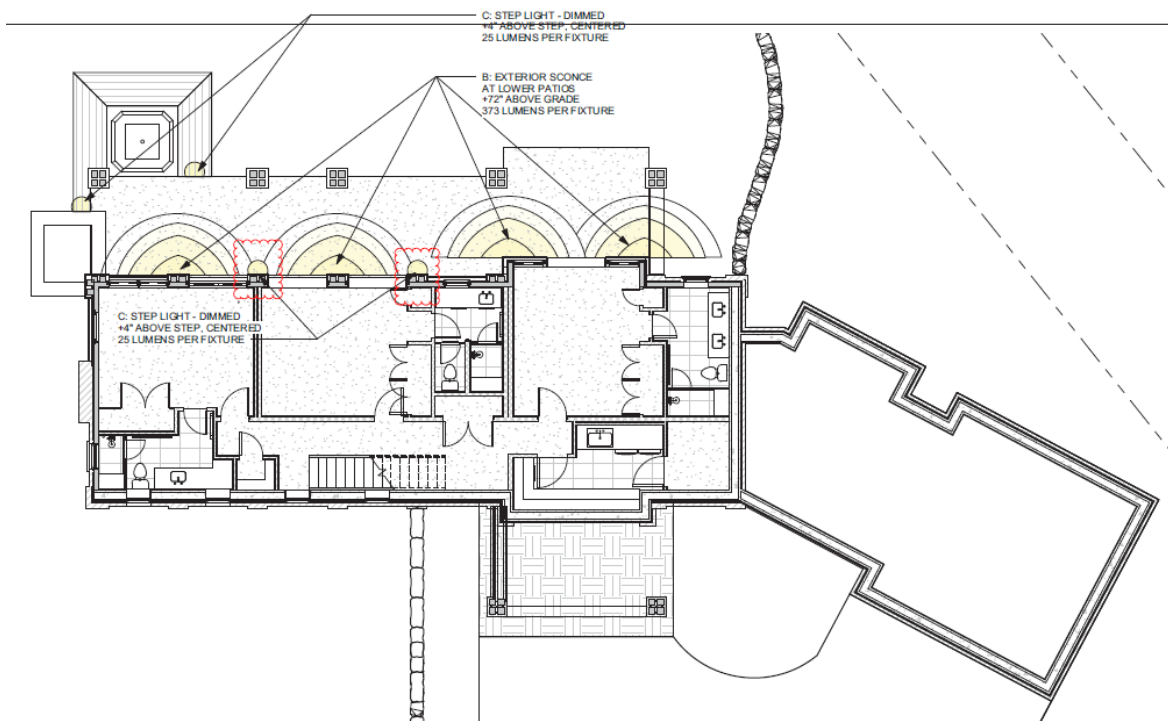 C: STEP LIGHT - DIMMED
+4" ABOVE STEP, CENTERED
25 LUMENS PER FIXTURE
B: EXTERIOR SCONCE
AT LOWER PATIOS
+72" ABOVE GRADE
373 LUMENS PER FIXTURE
C: STEP LIGHT - DIMMED
+4" ABOVE STEP, CENTERED
25 LUMENS PER FIXTURE